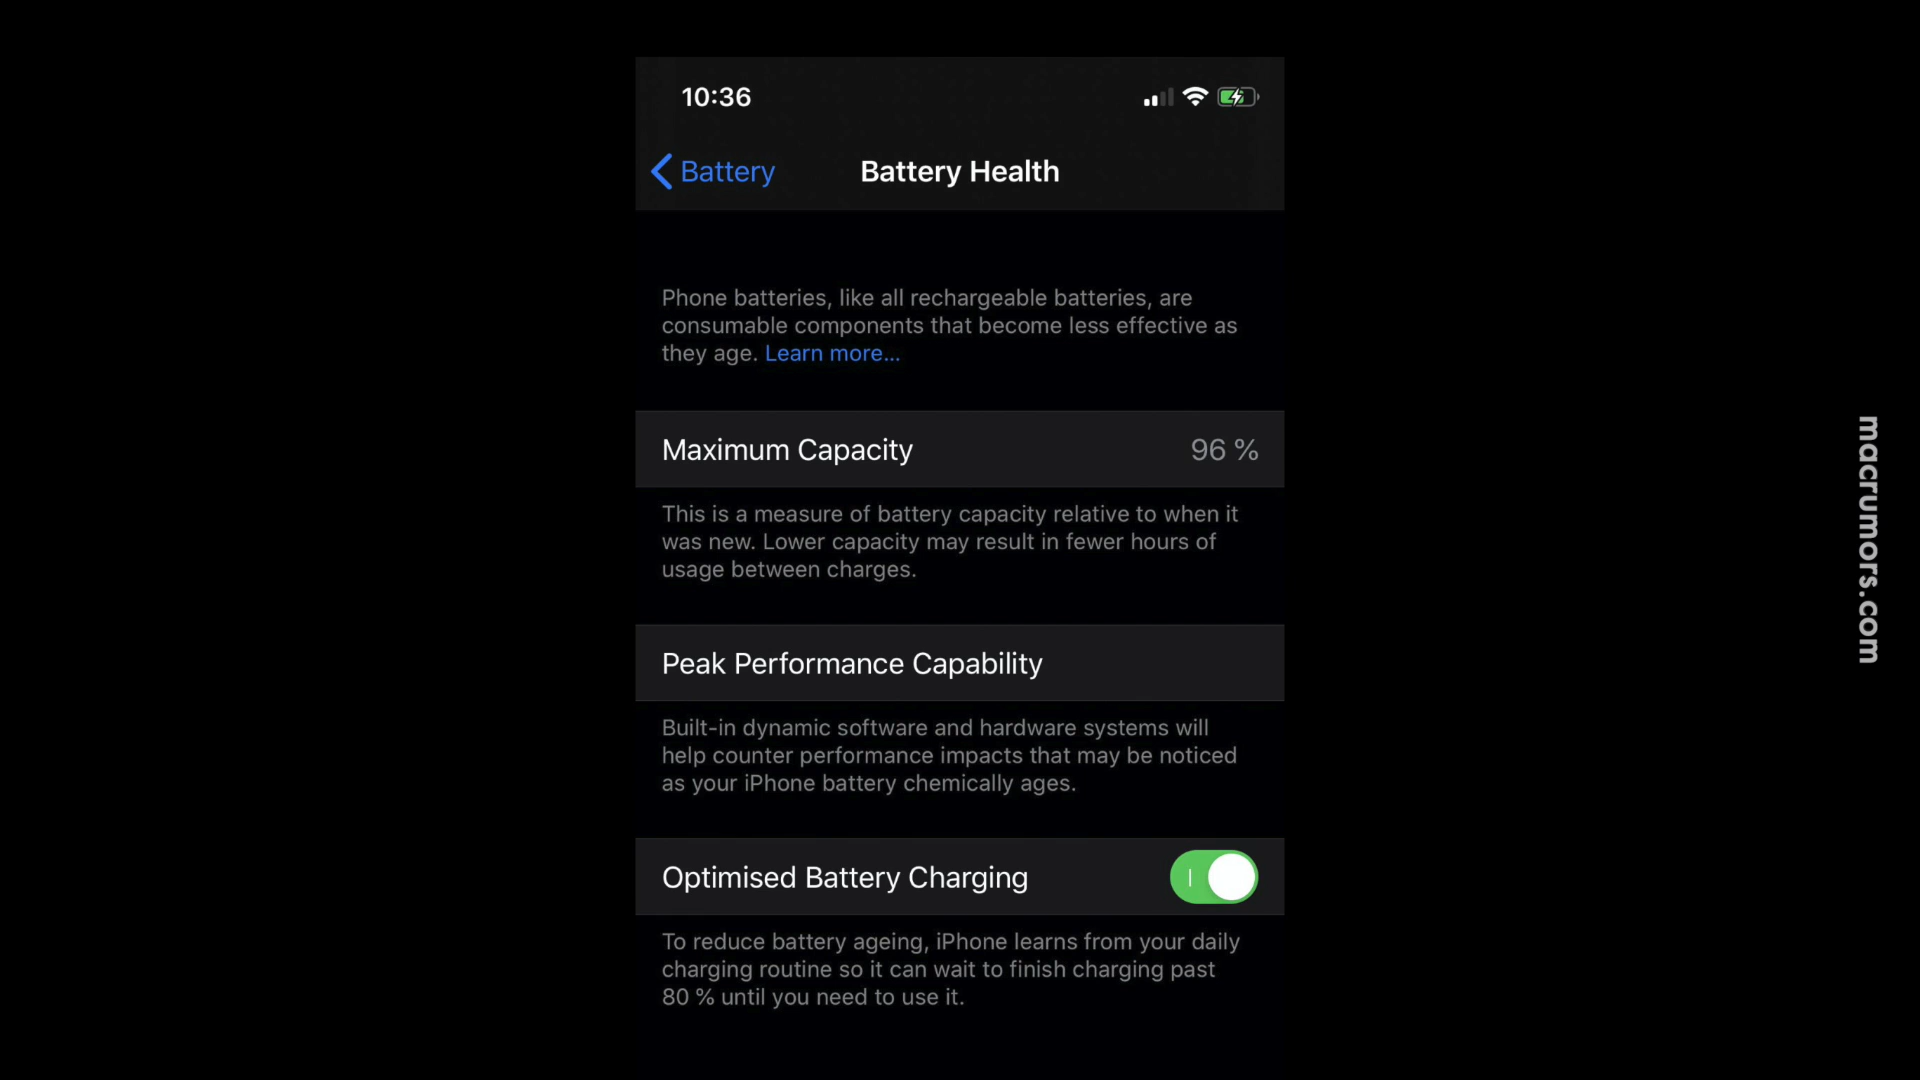 10:36
Battery
Battery Health
Phone batteries, like all rechargeable batteries, are
consumable components that become less effective as
they age. Learn more...
Maximum Capacity 96 %
This is a measure of battery capacity relative to when it
was new. Lower capacity may result in fewer hours of
usage between charges.
Peak Performance Capability
Built-in dynamic software and hardware systems will
help counter performance impacts that may be noticed
as your iPhone battery chemically ages.
Optimised Battery Charging
To reduce battery ageing, iPhone learns from your daily
charging routine so it can wait to finish charging past
80 % until you need to use it.
macrumors.com